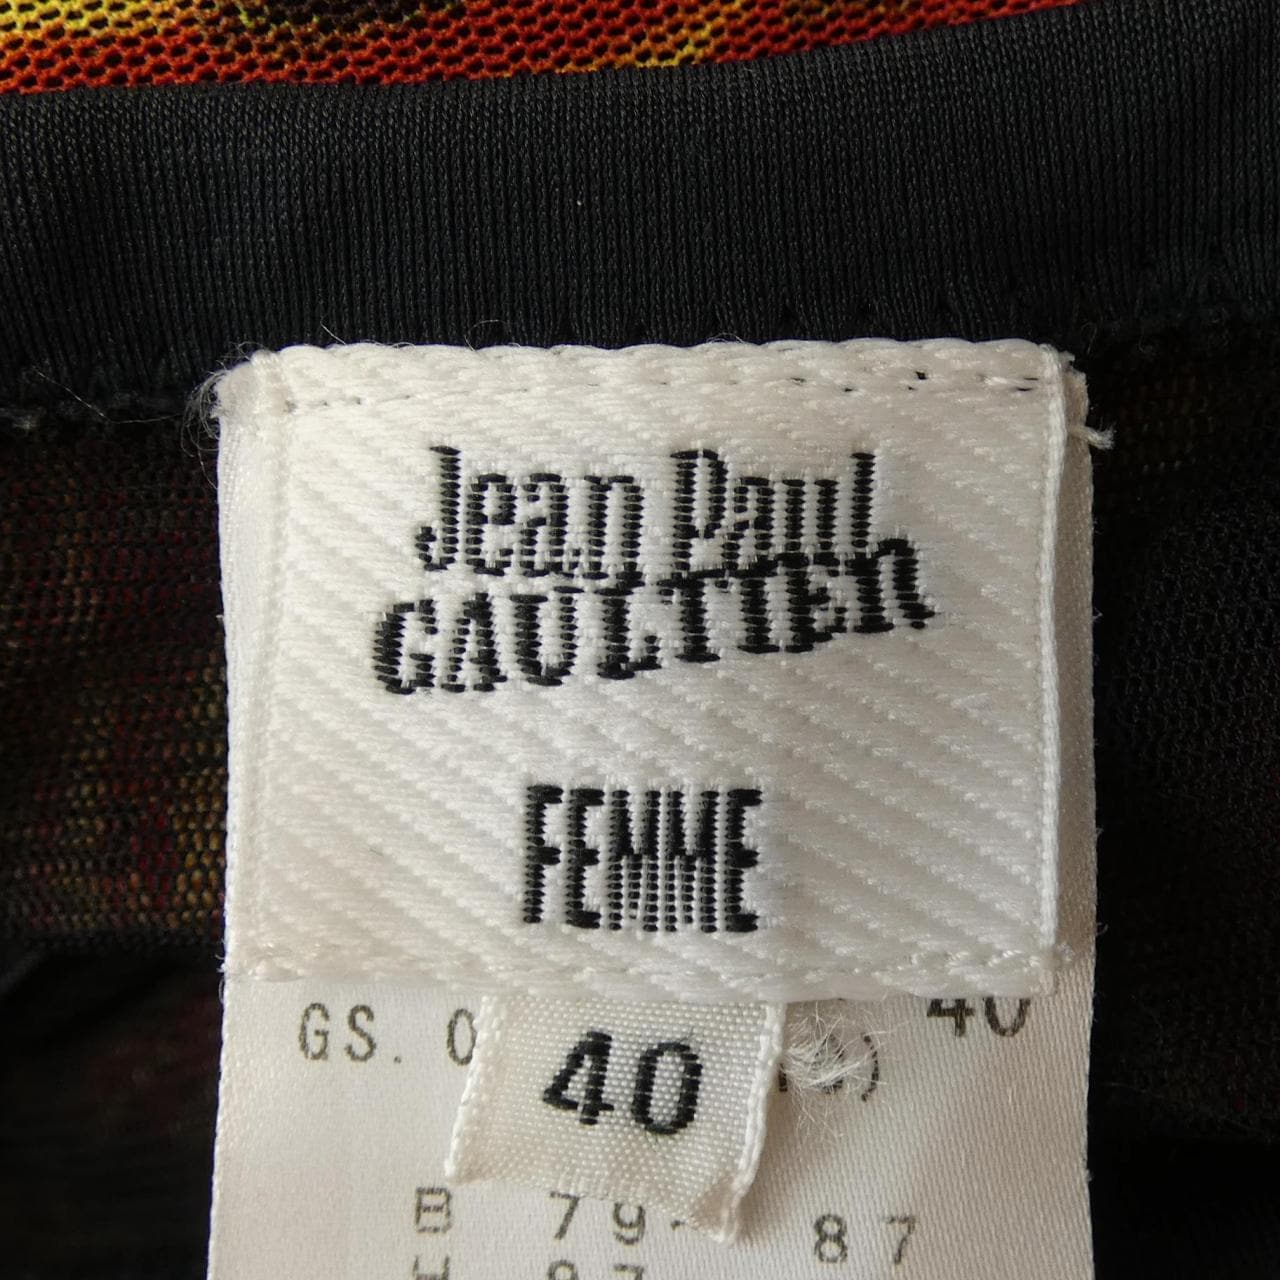 Jean Paul
GAULTIER
FEMME
GS. 0 40
40
B 79 87